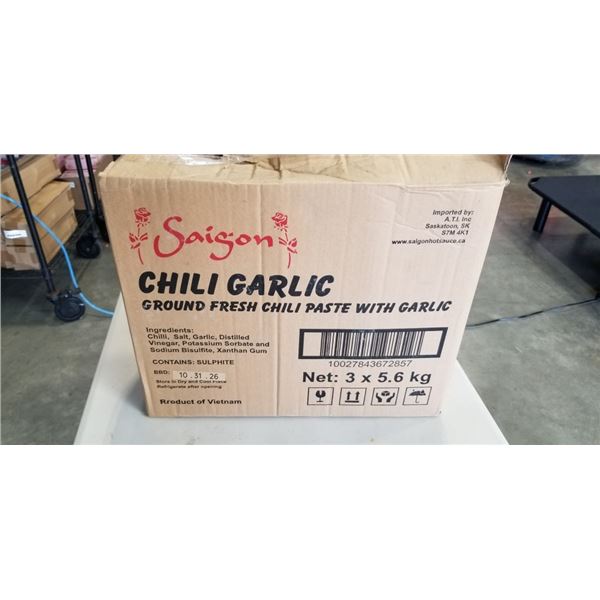 Saigon
CHILI GARLIC
GROUND FRESH CHILI PASTE WITH GARLIC
Imported by:
A.T.I. Inc
Saskatoon, SK
S7M 4K1
www.saigonhotsauce.ca
Ingredients:
Chilli, Salt, Garlic, Distilled
Vinegar, Potassium Sorbate and
Sodium Bisulfite, Xanthan Gum
CONTAINS: SULPHITE
BBD: 10.31.26
Store in Dry and Cool Place
Refrigerate after opening
Product of Vietnam
10027843672857
Net: 3 x 5.6 kg